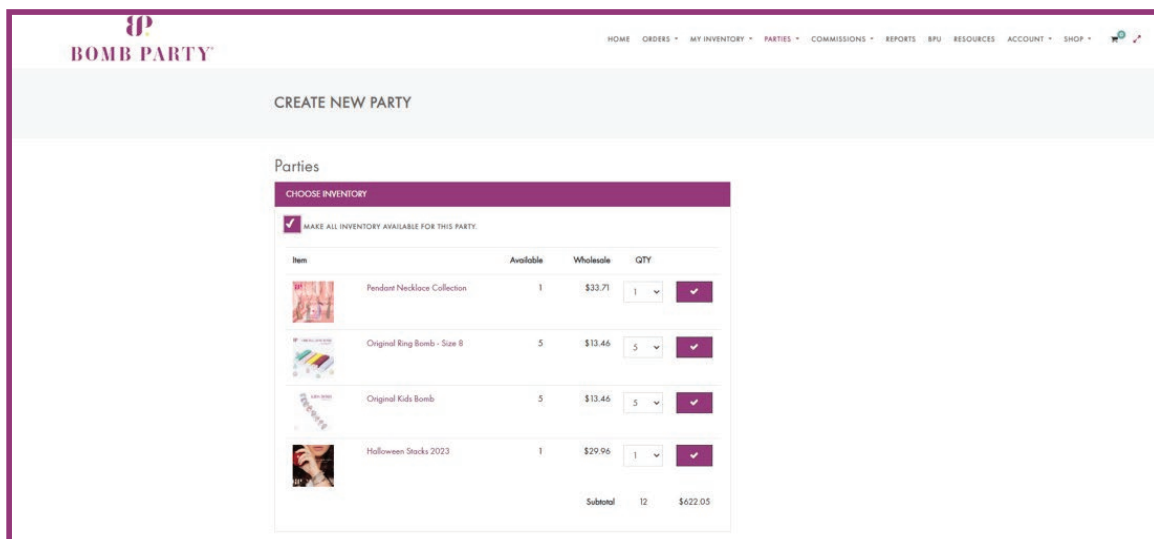 BOMB PARTY
HOME ORDERS MY INVENTORY PARTIES COMMISSIONS REPORTS BPU RESOURCES ACCOUNT SHOP 0
CREATE NEW PARTY
Parties
CHOOSE INVENTORY
MAKE ALL INVENTORY AVAILABLE FOR THIS PARTY.
Item Available Wholesale QTY
Pendant Necklace Collection 1 $33.71 1
Original Ring Bomb - Size 8 5 $13.46 5
Original Kids Bomb 5 $13.46 5
Halloween Stacks 2023 1 $29.96 1
Subtotal 12 $622.05